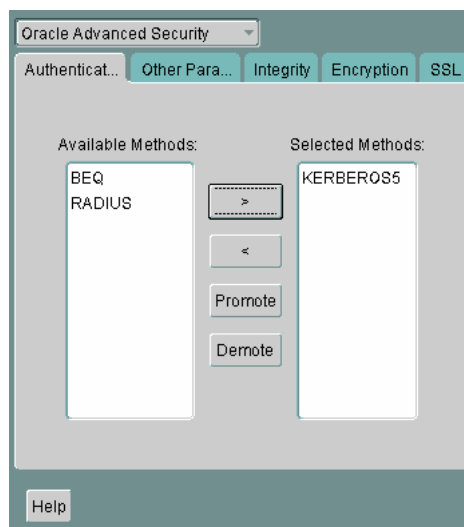 Oracle Advanced Security
Authenticat... Other Para... Integrity Encryption SSL
Available Methods: Selected Methods:
BEQ
RADIUS
KERBEROS5
>
<
Promote
Demote
Help